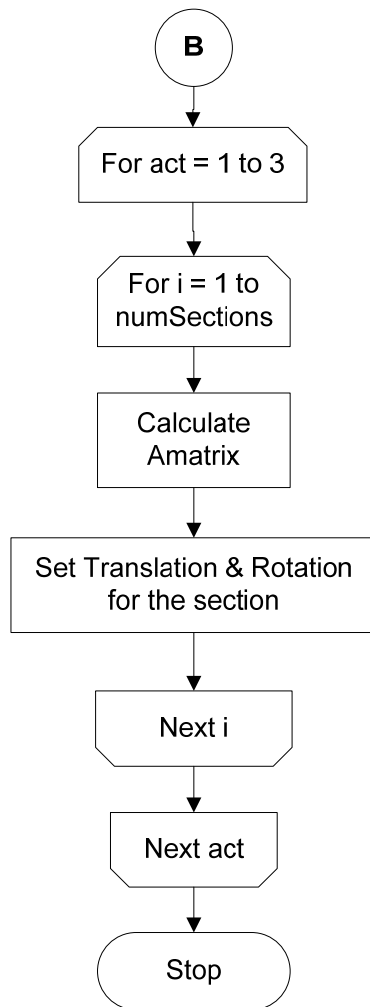 B
For act = 1 to 3
For i = 1 to
numSections
Calculate
Amatrix
Set Translation & Rotation
for the section
Next i
Next act
Stop